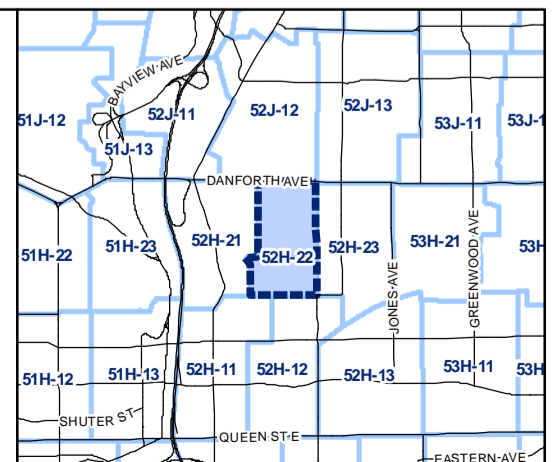 BAYVIEW AVE
51J-12
52J-11
52J-12
52J-13
53J-11
53J-1
51J-13
DANFORTH AVE
51H-22
51H-23
52H-21
52H-22
52H-23
53H-21
53H
JONES AVE
GREENWOOD AVE
51H-12
51H-13
52H-11
52H-12
52H-13
53H-11
53H
SHUTER ST
QUEEN ST E
EASTERN AVE